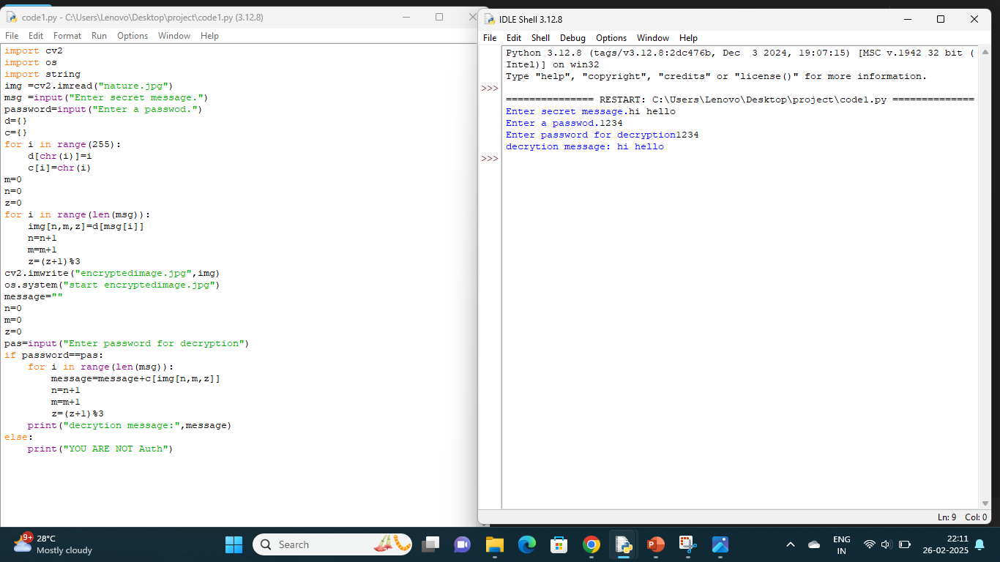 code1.py - C:\Users\Lenovo\Desktop\project\code1.py (3.12.8)
File Edit Format Run Options Window Help
import cv2
import os
import string
img =cv2.imread("nature.jpg")
msg =input("Enter secret message.")
password=input("Enter a passwod.")
d={}
c={}
for i in range(255):
    d[chr(i)]=i
    c[i]=chr(i)
m=0
n=0
z=0
for i in range(len(msg)):
    img[n,m,z]=d[msg[i]]
    n=n+1
    m=m+1
    z=(z+1)%3
cv2.imwrite("encryptedimage.jpg",img)
os.system("start encryptedimage.jpg")
message=""
n=0
m=0
z=0
pas=input("Enter password for decryption")
if password==pas:
    for i in range(len(msg)):
        message=message+c[img[n,m,z]]
        n=n+1
        m=m+1
        z=(z+1)%3
    print("decrytion message:",message)
else:
    print("YOU ARE NOT Auth")
IDLE Shell 3.12.8
File Edit Shell Debug Options Window Help
Python 3.12.8 (tags/v3.12.8:2dc476b, Dec  3 2024, 19:07:15) [MSC v.1942 32 bit (
Intel)] on win32
Type "help", "copyright", "credits" or "license()" for more information.
>>>
=============== RESTART: C:\Users\Lenovo\Desktop\project\code1.py ==============
Enter secret message.hi hello
Enter a passwod.1234
Enter password for decryption1234
decrytion message: hi hello
>>>
Ln: 9 Col: 0
9+
28°C
Mostly cloudy
Search
ENG
IN
22:11
26-02-2025